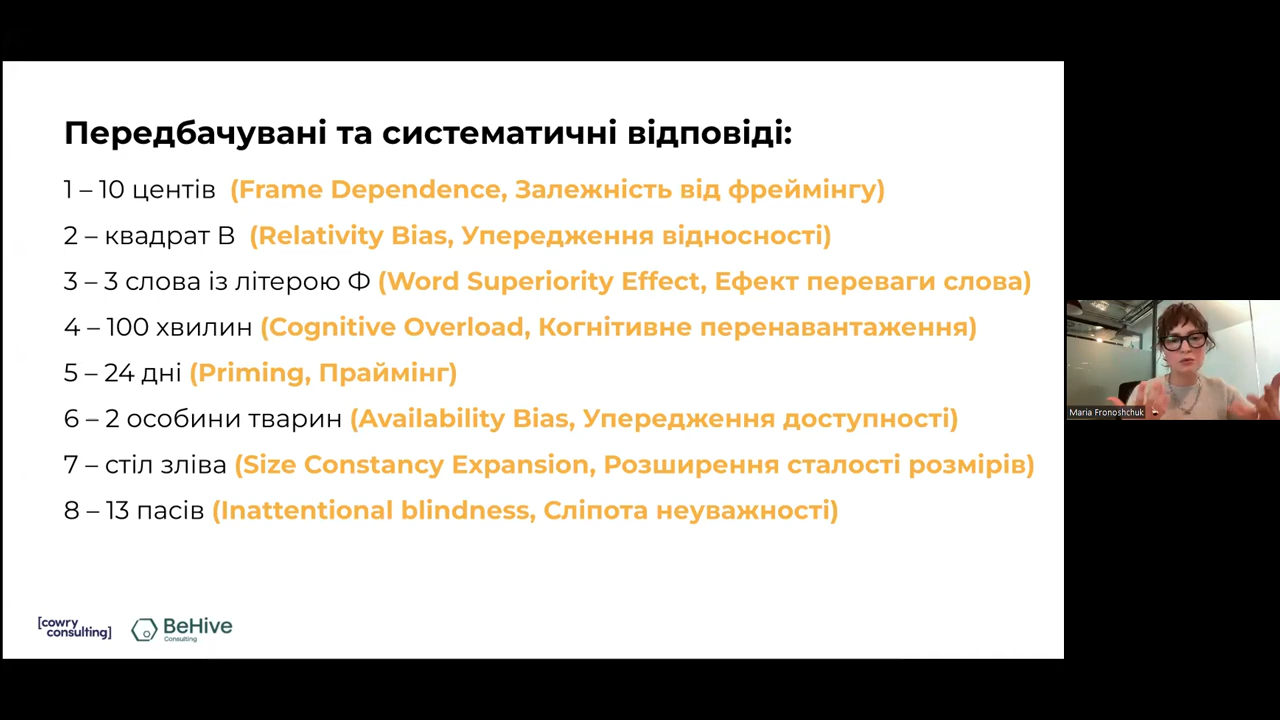 Передбачувані та систематичні відповіді:
1 – 10 центів (Frame Dependence, Залежність від фреймінгу)
2 – квадрат В (Relativity Bias, Упередження відносності)
3 – 3 слова із літерою Ф (Word Superiority Effect, Ефект переваги слова)
4 – 100 хвилин (Cognitive Overload, Когнітивне перенавантаження)
5 – 24 дні (Priming, Праймінг)
6 – 2 особини тварин (Availability Bias, Упередження доступності)
7 – стіл зліва (Size Constancy Expansion, Розширення сталості розмірів)
8 – 13 пасів (Inattentional blindness, Сліпота неуважності)
Maria Fronoshchuk
[cowry
consulting]
BeHive
Consulting